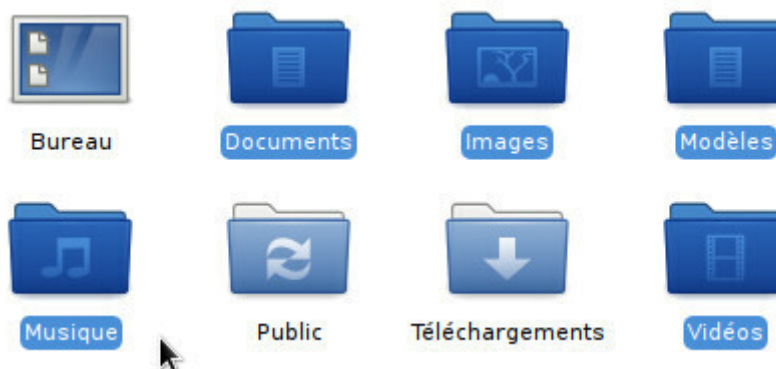 Bureau
Documents
Images
Modèles
Musique
Public
Téléchargements
Vidéos